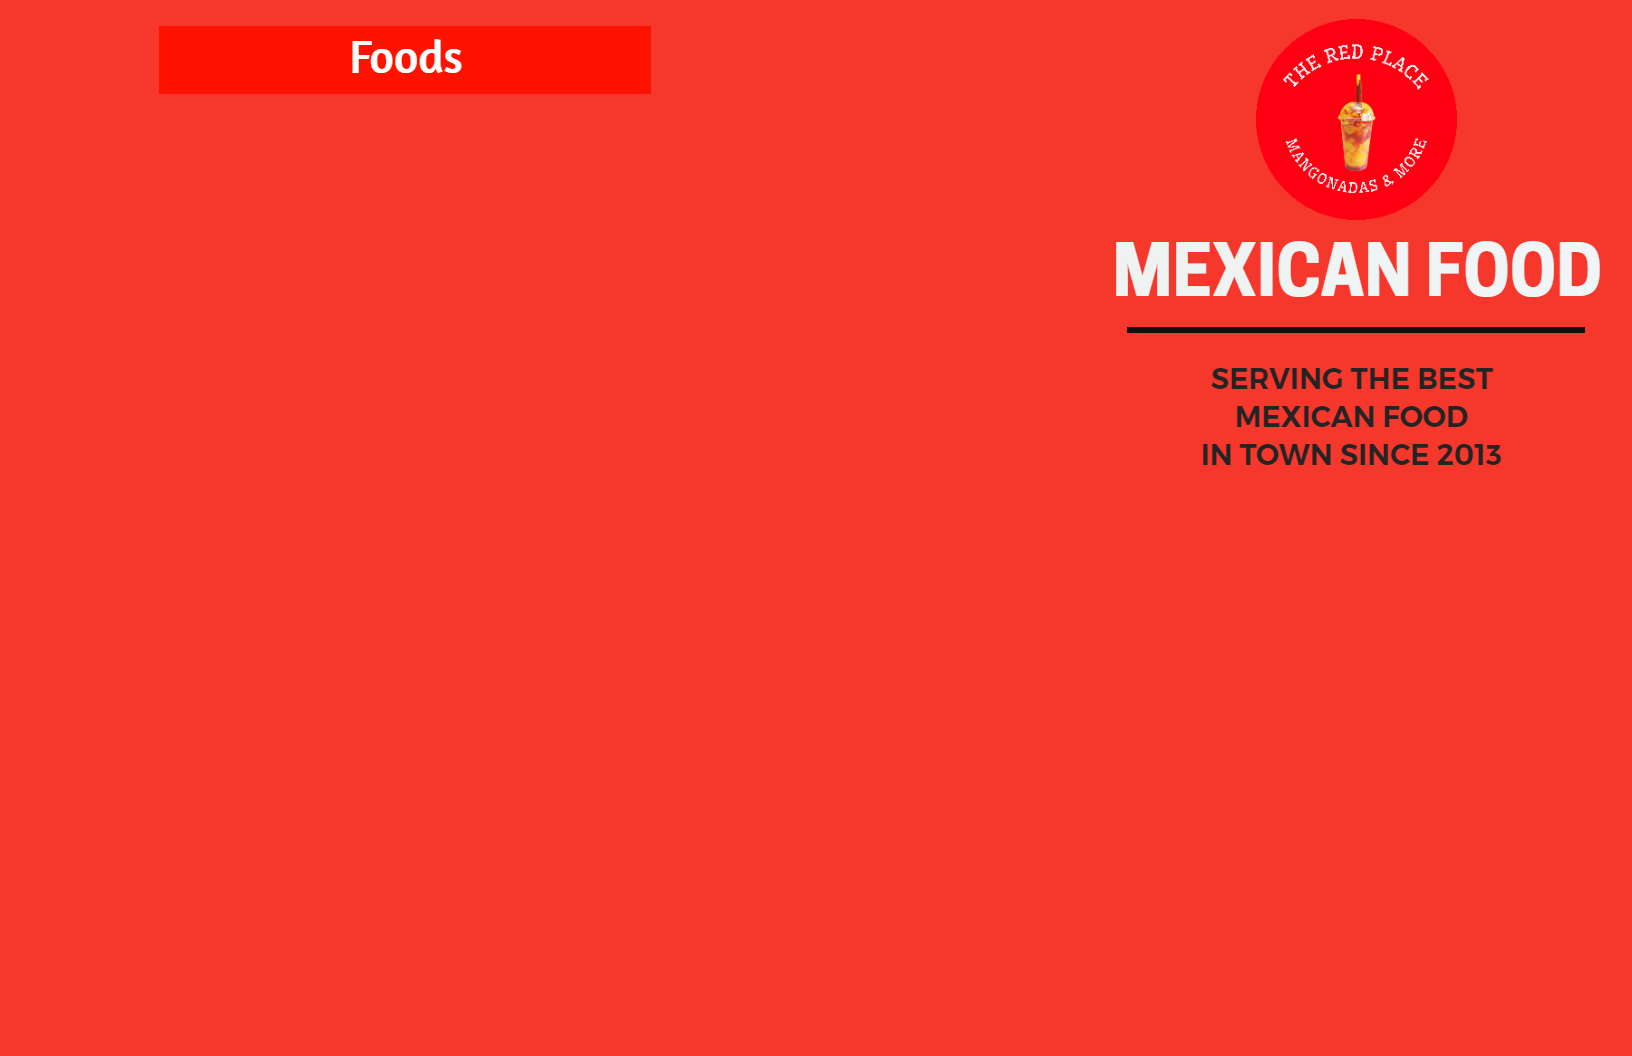 Foods
THE RED PLACE
MANGONADAS & MORE
MEXICAN FOOD
SERVING THE BEST
MEXICAN FOOD
IN TOWN SINCE 2013